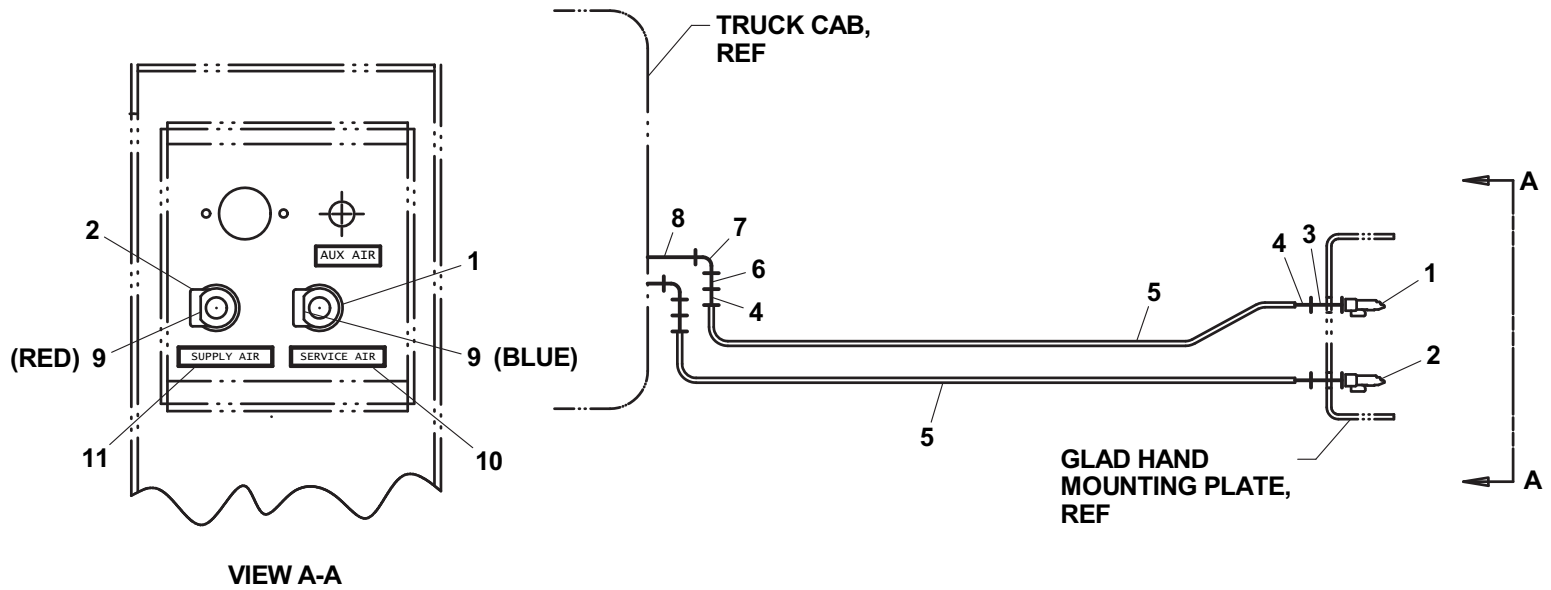 TRUCK CAB,
REF
A
8
7
2
AUX AIR
1
6
4
3
4
1
5
(RED) 9
SUPPLY AIR
SERVICE AIR
9 (BLUE)
2
5
11
10
GLAD HAND
MOUNTING PLATE,
REF
A
VIEW A-A